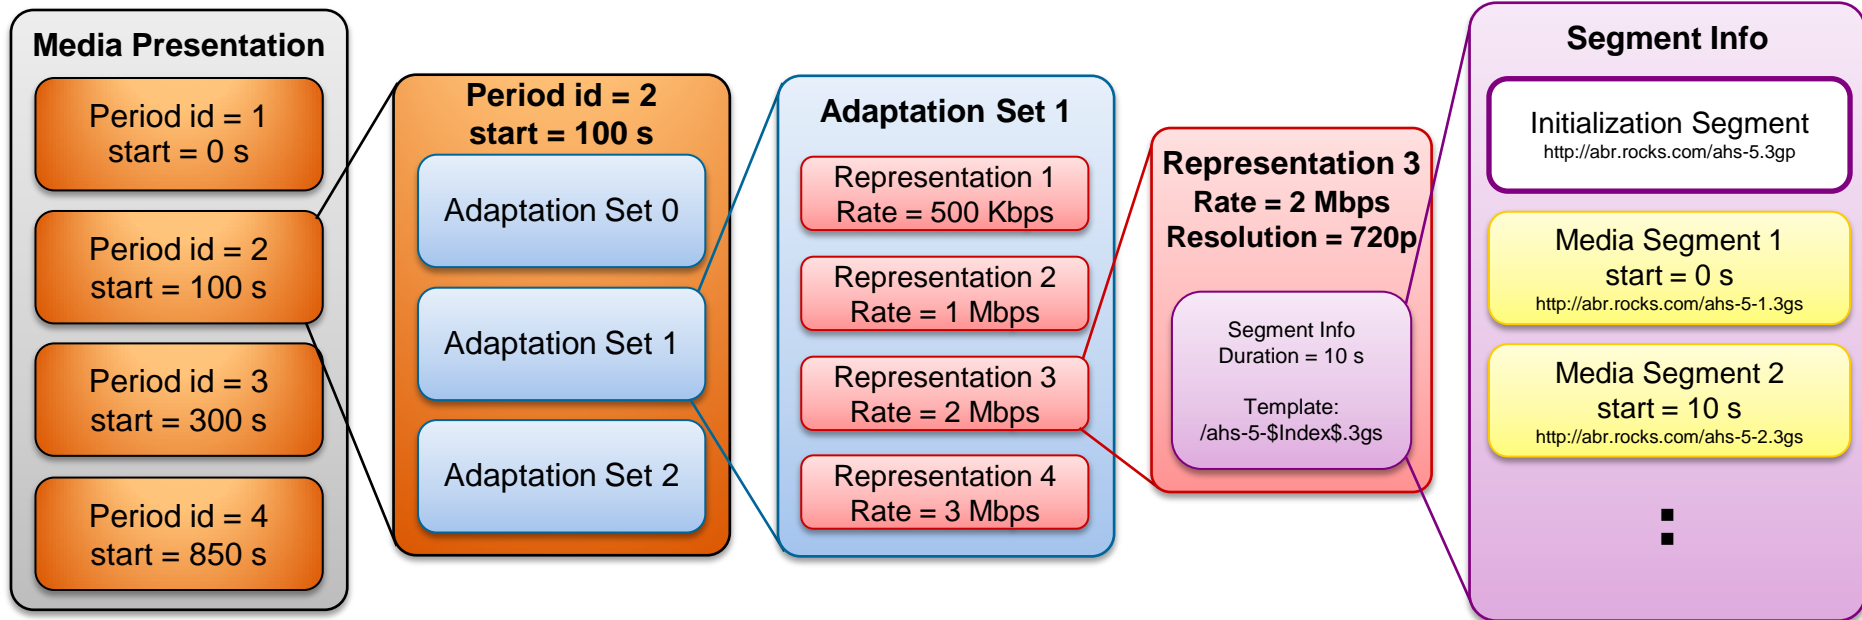 Media Presentation
Period id = 1
start = 0 s
Period id = 2
start = 100 s
Period id = 3
start = 300 s
Period id = 4
start = 850 s
Period id = 2
start = 100 s
Adaptation Set 0
Adaptation Set 1
Adaptation Set 2
Adaptation Set 1
Representation 1
Rate = 500 Kbps
Representation 2
Rate = 1 Mbps
Representation 3
Rate = 2 Mbps
Representation 4
Rate = 3 Mbps
Representation 3
Rate = 2 Mbps
Resolution = 720p
Segment Info
Duration = 10 s
Template:
/ahs-5-$Index$.3gs
Segment Info
Initialization Segment
http://abr.rocks.com/ahs-5.3gp
Media Segment 1
start = 0 s
http://abr.rocks.com/ahs-5-1.3gs
Media Segment 2
start = 10 s
http://abr.rocks.com/ahs-5-2.3gs
: